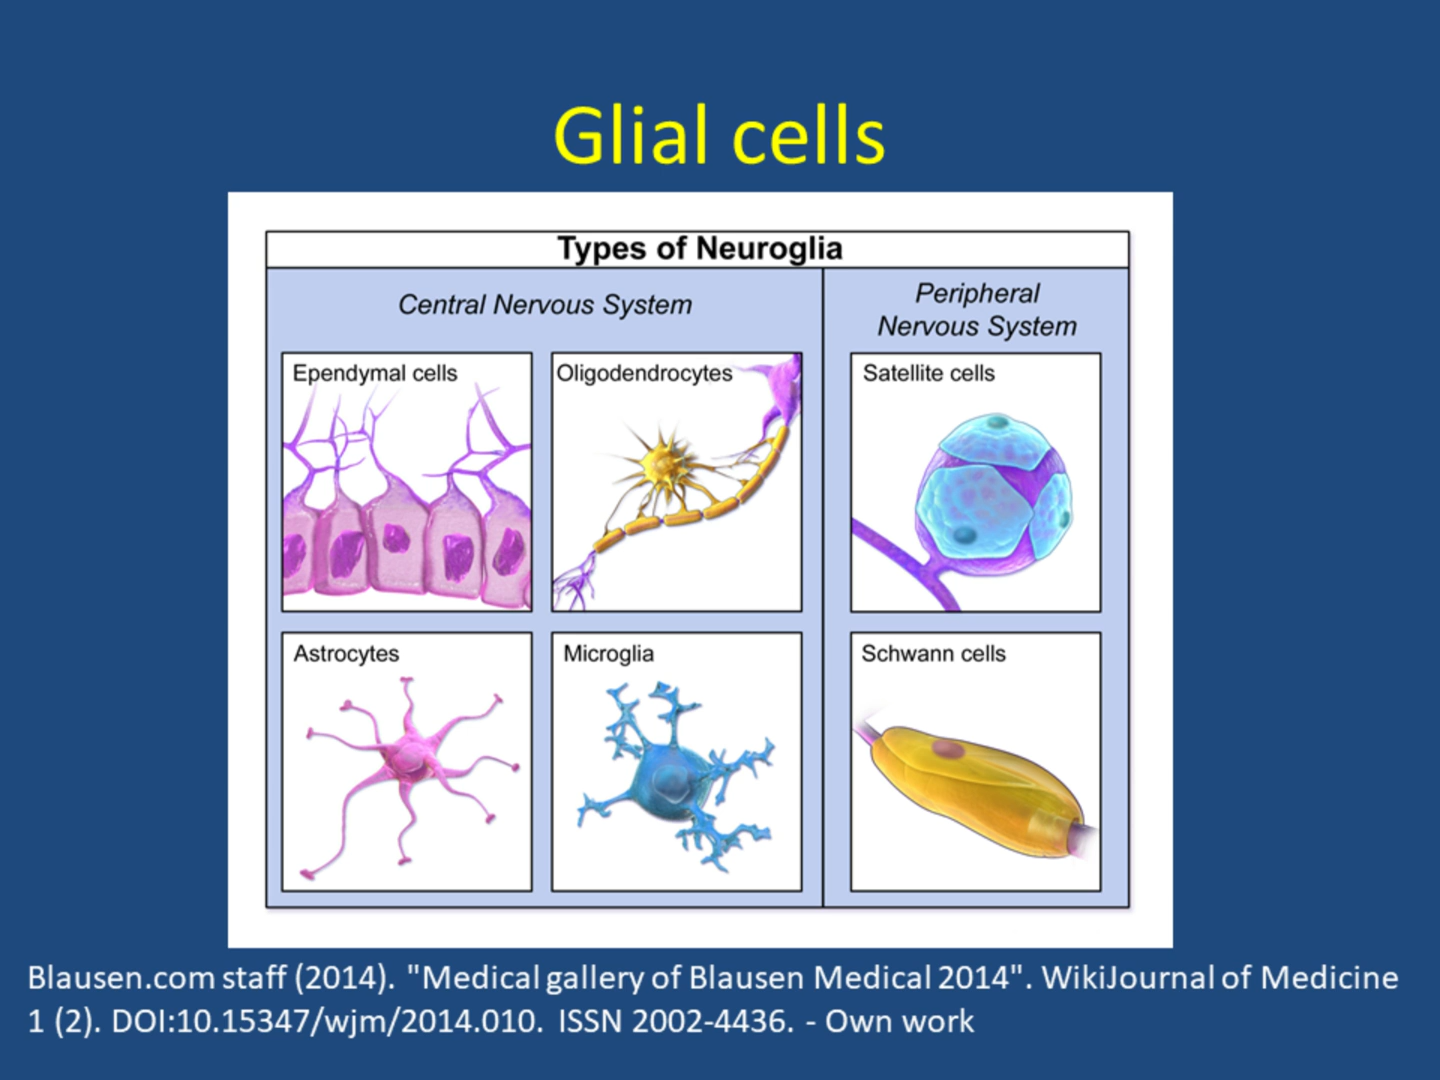 Glial cells
Types of Neuroglia
Central Nervous System
Peripheral
Nervous System
Ependymal cells
Oligodendrocytes
Satellite cells
Astrocytes
Microglia
Schwann cells
Blausen.com staff (2014). "Medical gallery of Blausen Medical 2014". WikiJournal of Medicine
1 (2). DOI:10.15347/wjm/2014.010. ISSN 2002-4436. - Own work